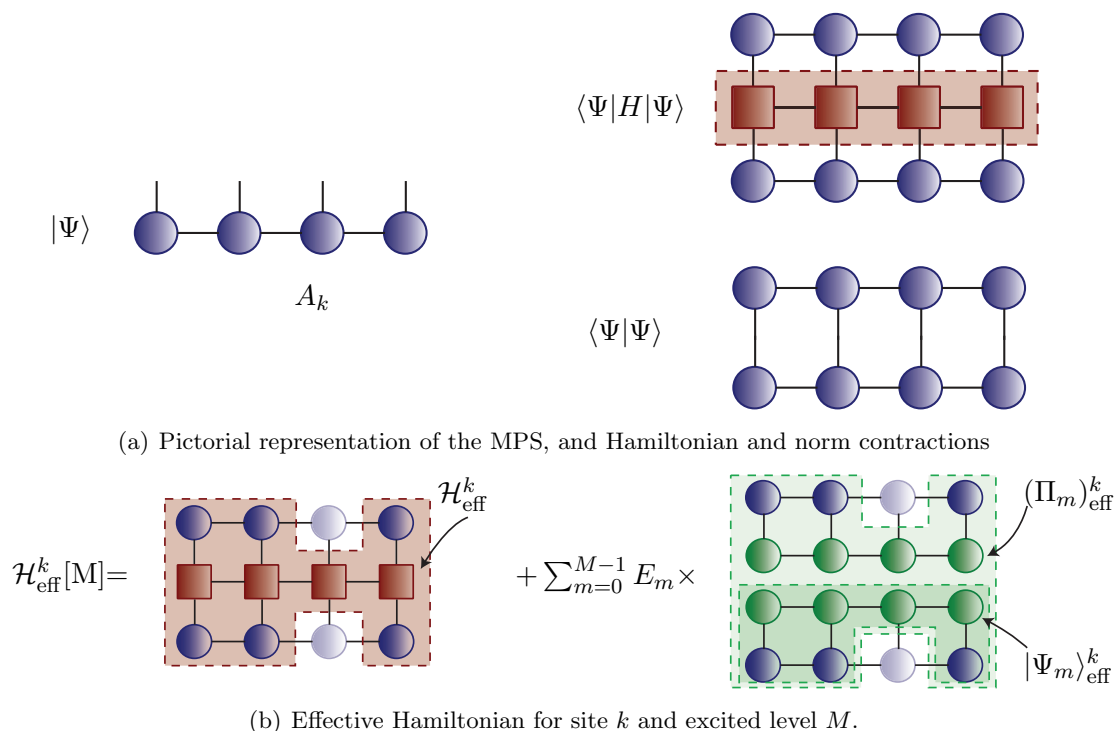 ⟨Ψ|H|Ψ⟩
|Ψ⟩
A_k
⟨Ψ|Ψ⟩
(a) Pictorial representation of the MPS, and Hamiltonian and norm contractions
ℋ^k_eff
(Π_m)^k_eff
ℋ^k_eff[M]=
+ ∑^{M−1}_{m=0} E_m ×
|Ψ_m⟩^k_eff
(b) Effective Hamiltonian for site k and excited level M.